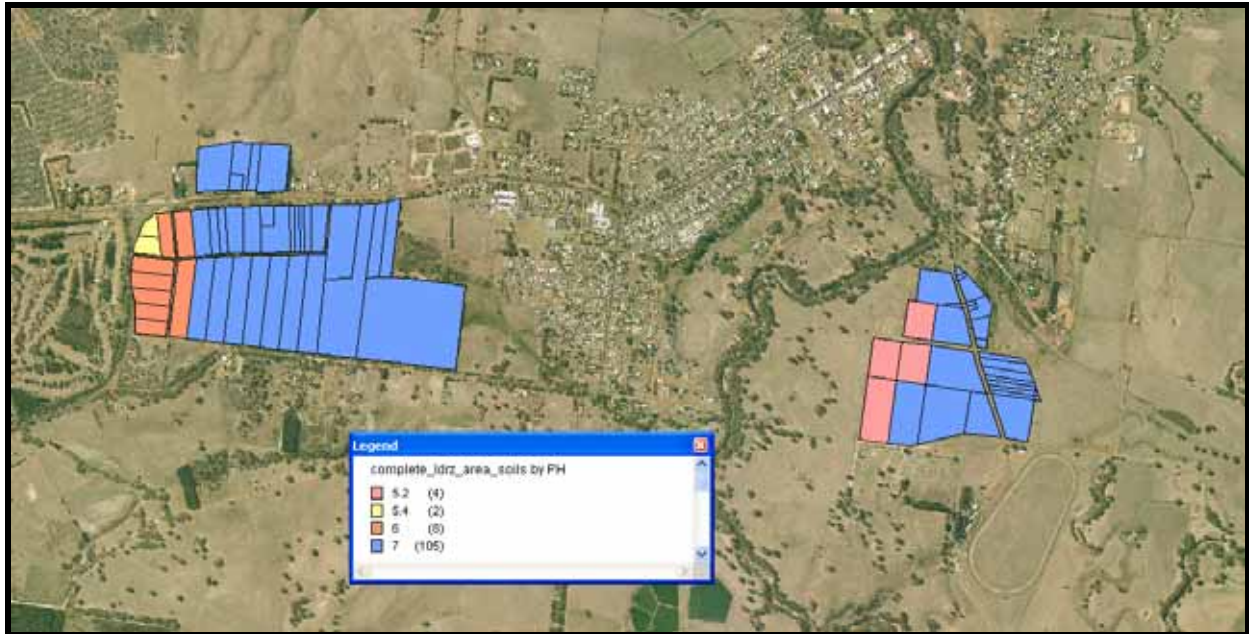 Legend
complete_ldrz_area_soils by PH
5.2 (4)
5.4 (2)
6 (8)
7 (105)